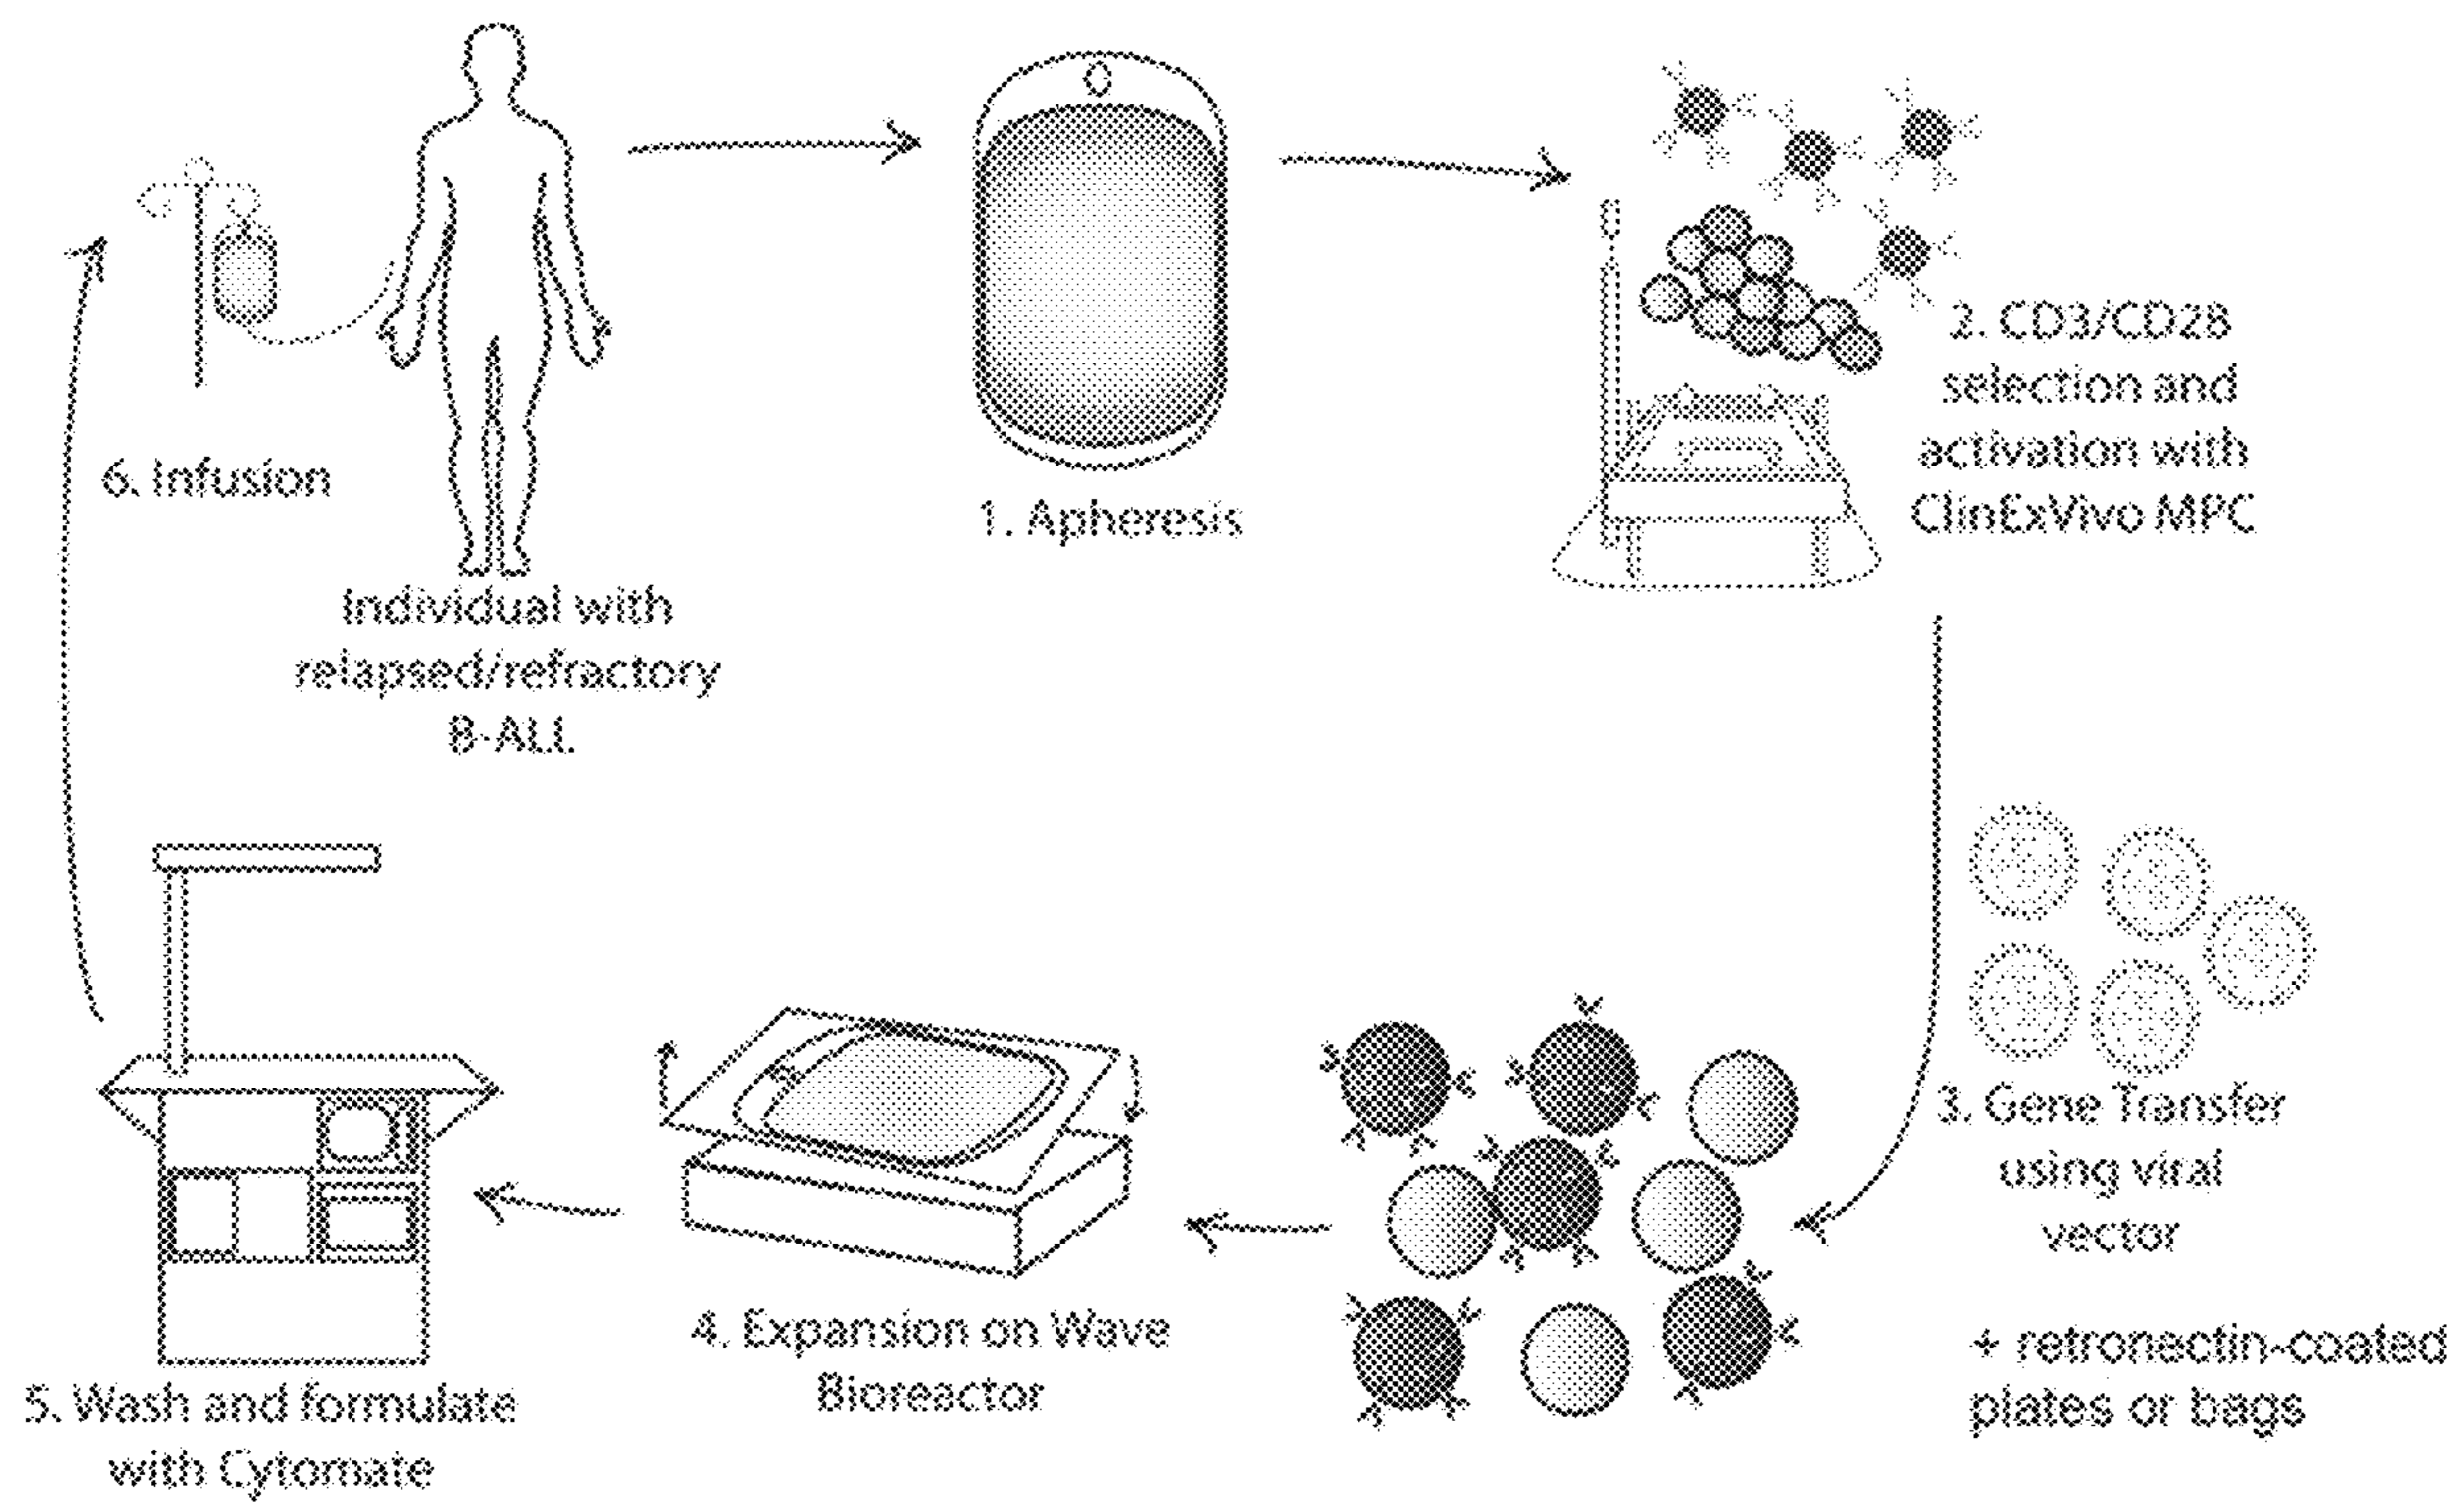 Individual with
relapsed/refractory
B-ALL
1. Apheresis
2. CD3/CD28
selection and
activation with
ClinExVivo MPC
3. Gene Transfer
using viral
vector
+ retronectin-coated
plates or bags
4. Expansion on Wave
Bioreactor
5. Wash and formulate
with Cytomate
6. Infusion